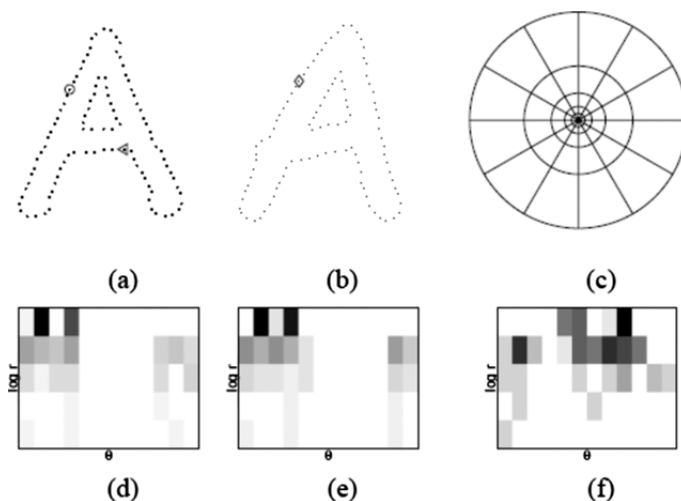 (a) (b) (c)
log r log r log r
θ θ θ
(d) (e) (f)